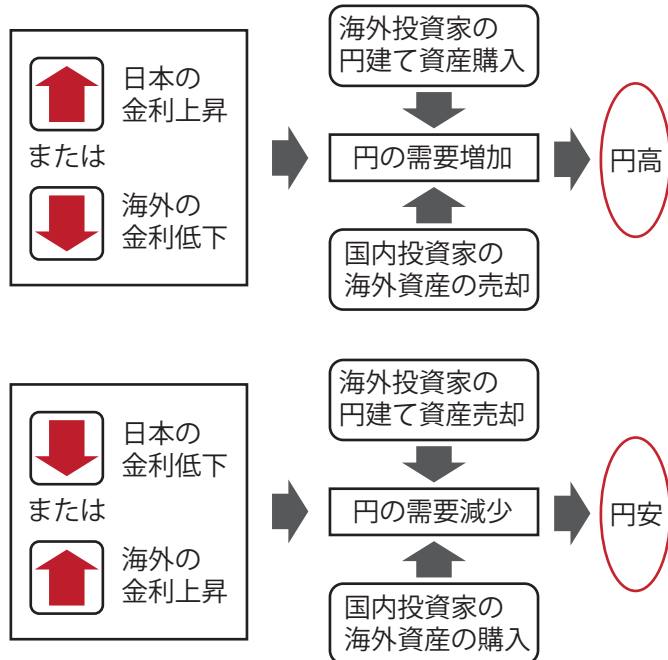 日本の
金利上昇
または
海外の
金利低下
海外投資家の
円建て資産購入
円の需要増加
国内投資家の
海外資産の売却
円高
日本の
金利低下
または
海外の
金利上昇
海外投資家の
円建て資産売却
円の需要減少
国内投資家の
海外資産の購入
円安